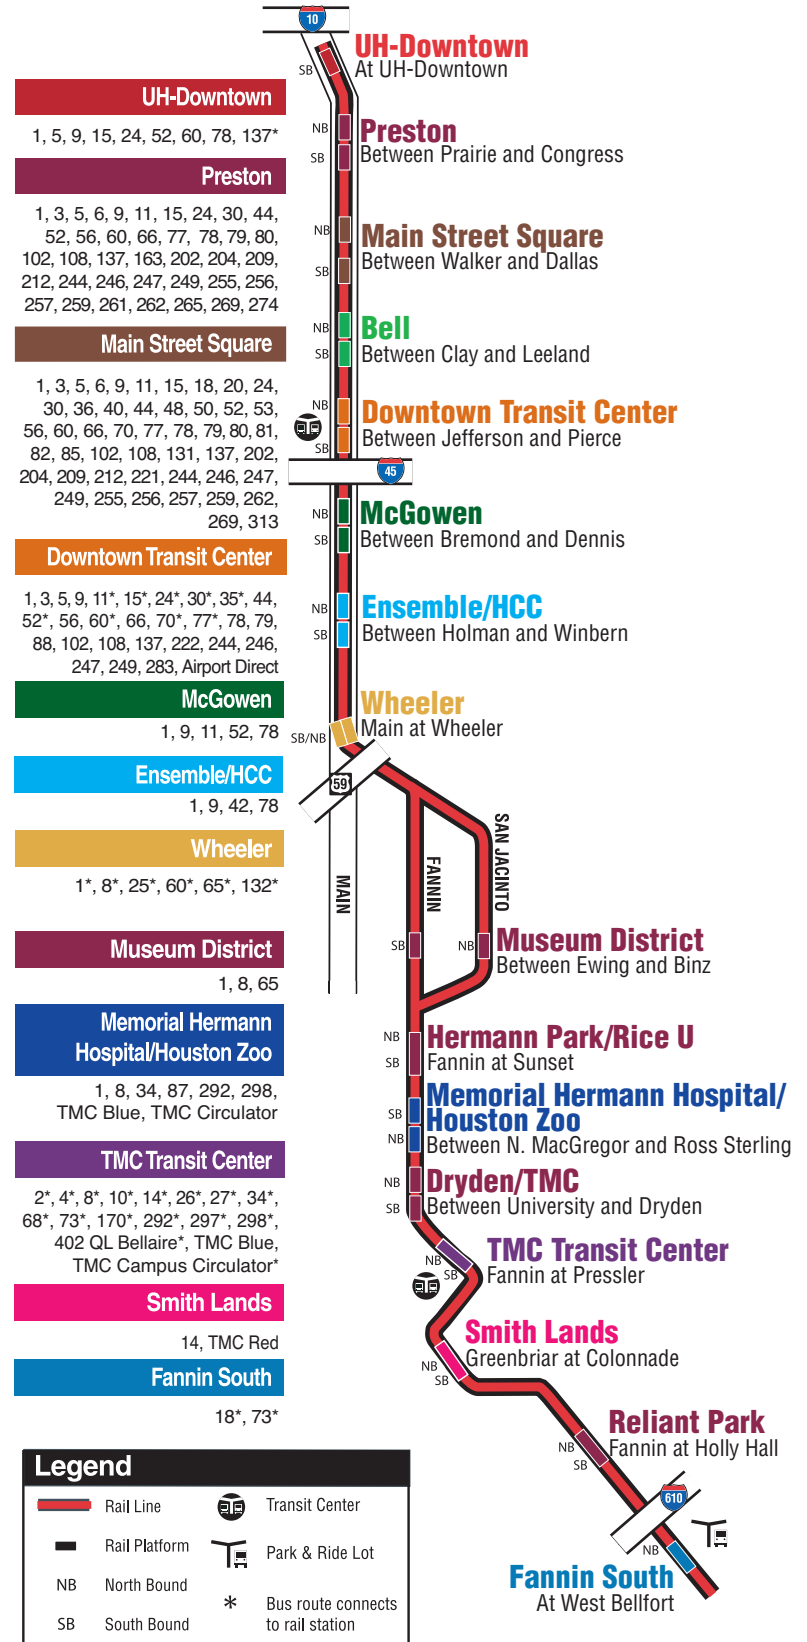 10
UH-Downtown
At UH-Downtown
SB
UH-Downtown
1, 5, 9, 15, 24, 52, 60, 78, 137*
NB
Preston
SB
Between Prairie and Congress
Preston
1, 3, 5, 6, 9, 11, 15, 24, 30, 44,
52, 56, 60, 66, 77, 78, 79, 80,
102, 108, 137, 163, 202, 204, 209,
212, 244, 246, 247, 249, 255, 256,
257, 259, 261, 262, 265, 269, 274
NB
Main Street Square
SB
Between Walker and Dallas
Main Street Square
1, 3, 5, 6, 9, 11, 15, 18, 20, 24,
30, 36, 40, 44, 48, 50, 52, 53,
56, 60, 66, 70, 77, 78, 79, 80, 81,
82, 85, 102, 108, 131, 137, 202,
204, 209, 212, 221, 244, 246, 247,
249, 255, 256, 257, 259, 262,
269, 313
NB
Bell
SB
Between Clay and Leeland
NB
Downtown Transit Center
SB
Between Jefferson and Pierce
45
Downtown Transit Center
1, 3, 5, 9, 11*, 15*, 24*, 30*, 35*, 44,
52*, 56, 60*, 66, 70*, 77*, 78, 79,
88, 102, 108, 137, 222, 244, 246,
247, 249, 283, Airport Direct
NB
McGowen
SB
Between Bremond and Dennis
McGowen
1, 9, 11, 52, 78
NB
Ensemble/HCC
SB
Between Holman and Winbern
Ensemble/HCC
1, 9, 42, 78
Wheeler
SB/NB
Main at Wheeler
59
Wheeler
1*, 8*, 25*, 60*, 65*, 132*
MAIN
FANNIN
SAN JACINTO
Museum District
1, 8, 65
SB
NB
Museum District
Between Ewing and Binz
Memorial Hermann
Hospital/Houston Zoo
1, 8, 34, 87, 292, 298,
TMC Blue, TMC Circulator
NB
Hermann Park/Rice U
SB
Fannin at Sunset
Memorial Hermann Hospital/
SB
Houston Zoo
NB
Between N. MacGregor and Ross Sterling
TMC Transit Center
2*, 4*, 8*, 10*, 14*, 26*, 27*, 34*,
68*, 73*, 170*, 292*, 297*, 298*,
402 QL Bellaire*, TMC Blue,
TMC Campus Circulator*
NB
Dryden/TMC
SB
Between University and Dryden
TMC Transit Center
NB
SB
Fannin at Pressler
Smith Lands
14, TMC Red
Smith Lands
Greenbriar at Colonnade
NB
SB
Fannin South
18*, 73*
Reliant Park
NB
Fannin at Holly Hall
SB
610
NB
Fannin South
At West Bellfort
Legend
Rail Line
Transit Center
Rail Platform
Park & Ride Lot
NB
North Bound
*
Bus route connects
to rail station
SB
South Bound